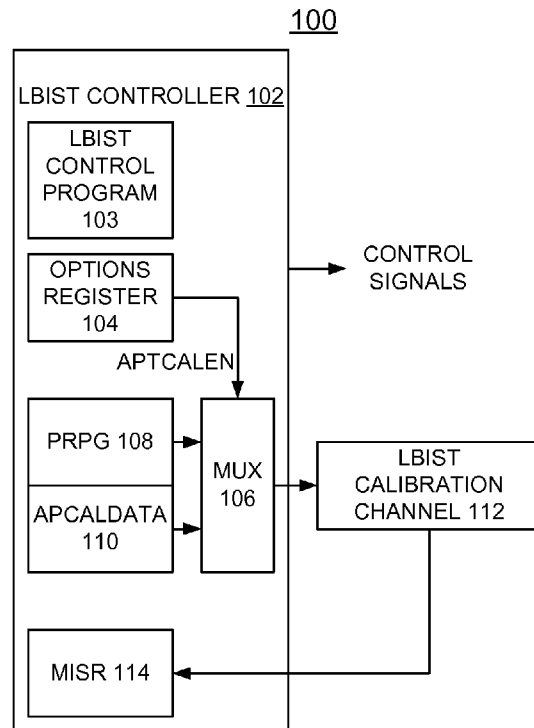 100
LBIST CONTROLLER 102
LBIST
CONTROL
PROGRAM
103
OPTIONS
REGISTER
104
CONTROL
SIGNALS
APTCALEN
PRPG 108
APCALDATA
110
MUX
106
LBIST
CALIBRATION
CHANNEL 112
MISR 114